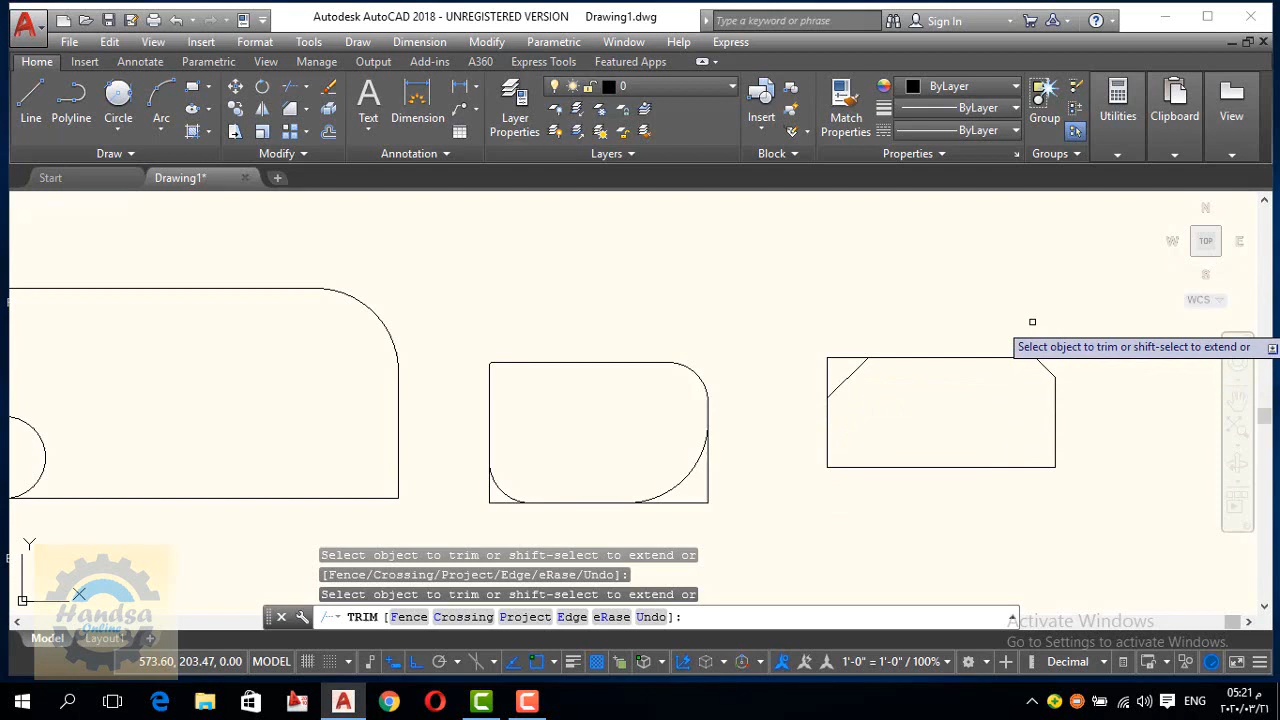 Autodesk AutoCAD 2018 - UNREGISTERED VERSION Drawing1.dwg Type a keyword or phrase Sign In
File Edit View Insert Format Tools Draw Dimension Modify Parametric Window Help Express
Home Insert Annotate Parametric View Manage Output Add-ins A360 Express Tools Featured Apps
0 ByLayer
Line Polyline Circle Arc Text Dimension Layer Properties Insert Match Properties ByLayer Group Utilities Clipboard View
ByLayer
Draw Modify Annotation Layers Block Properties Groups
Start Drawing1*
N
W TOP E
S
WCS
Select object to trim or shift-select to extend or
Y
X
Handsa
Online
Select object to trim or shift-select to extend or
[Fence/Crossing/Project/Edge/eRase/Undo]:
Select object to trim or shift-select to extend or
TRIM [Fence Crossing Project Edge eRase Undo]:
Activate Windows
Go to Settings to activate Windows.
Model Layout1
573.60, 203.47, 0.00 MODEL 1'-0" = 1'-0" / 100% Decimal
ENG
05:21 م
٢٠٢٠/٠٣/٢١